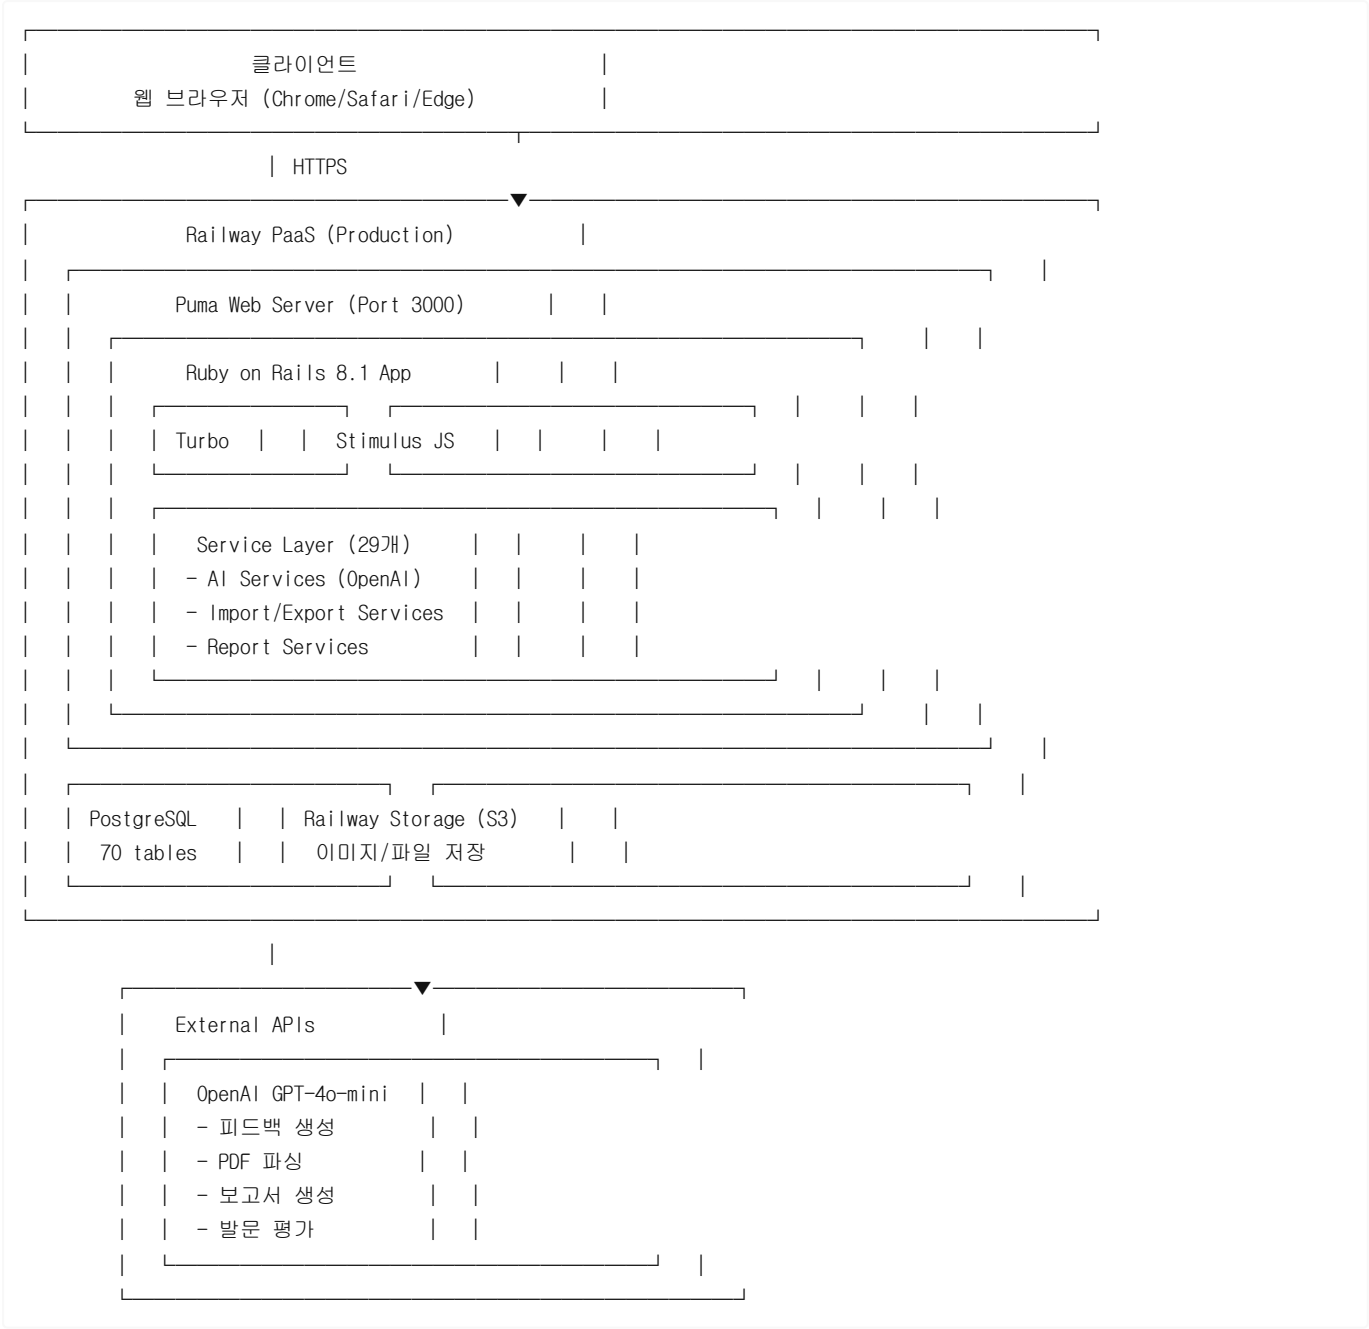 클라이언트
웹 브라우저 (Chrome/Safari/Edge)
HTTPS
Railway PaaS (Production)
Puma Web Server (Port 3000)
Ruby on Rails 8.1 App
Turbo Stimulus JS
Service Layer (29개)
- AI Services (OpenAI)
- Import/Export Services
- Report Services
PostgreSQL Railway Storage (S3)
70 tables 이미지/파일 저장
External APIs
OpenAI GPT-4o-mini
- 피드백 생성
- PDF 파싱
- 보고서 생성
- 발문 평가